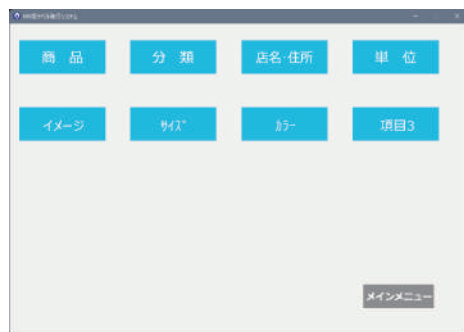 商 品
分 類
店名·住所
単 位
イメージ
ｻｲｽﾞ
ｶﾗｰ
項目3
メインメニュー